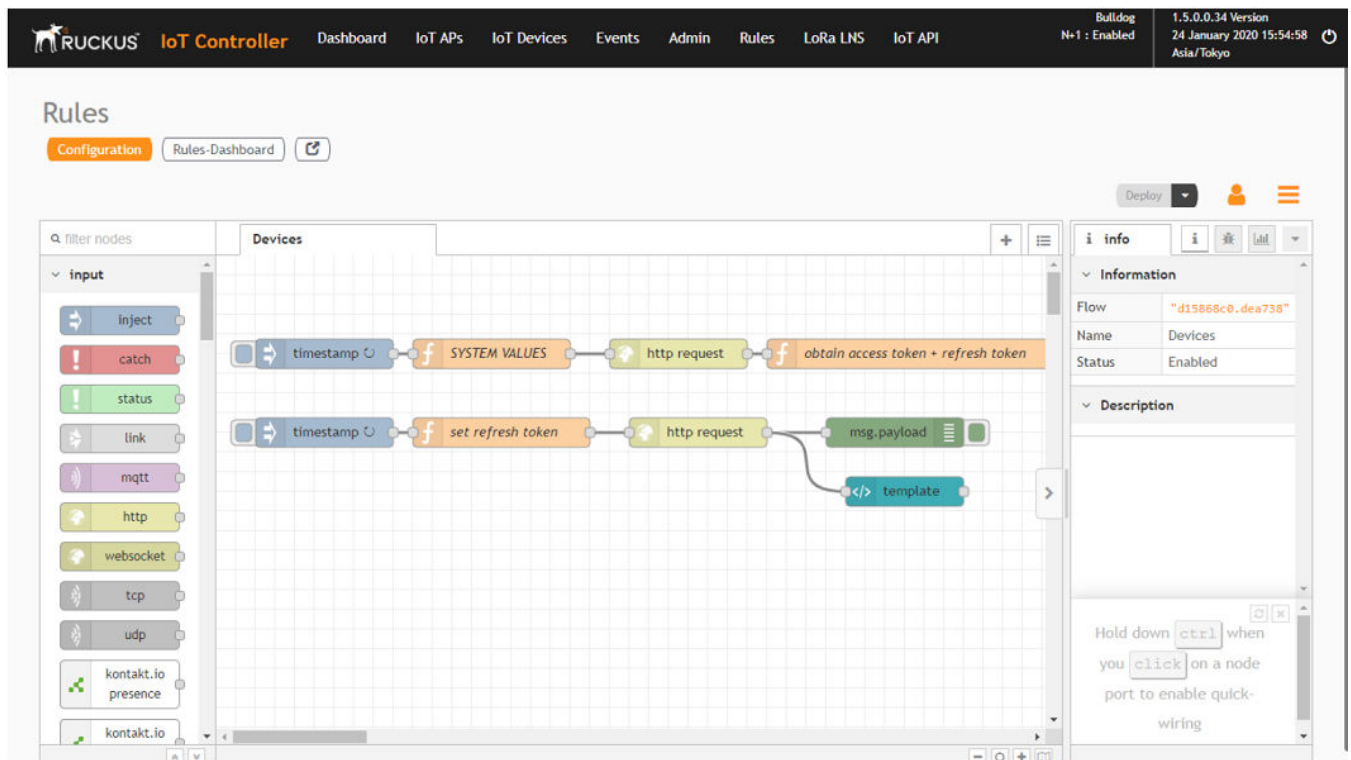 RUCKUS IoT Controller Dashboard IoT APs IoT Devices Events Admin Rules LoRa LNS IoT API
Bulldog
N+1 : Enabled
1.5.0.0.34 Version
24 January 2020 15:54:58
Asia/Tokyo
Rules
Configuration Rules-Dashboard
Deploy
filter nodes
Devices
i info
input
inject
catch
status
link
mqtt
http
websocket
tcp
udp
kontakt.io
presence
kontakt.io
timestamp SYSTEM VALUES http request obtain access token + refresh token
timestamp set refresh token http request msg.payload
template
Information
Flow "d15868c0.dea738"
Name Devices
Status Enabled
Description
Hold down ctrl when
you click on a node
port to enable quick-
wiring